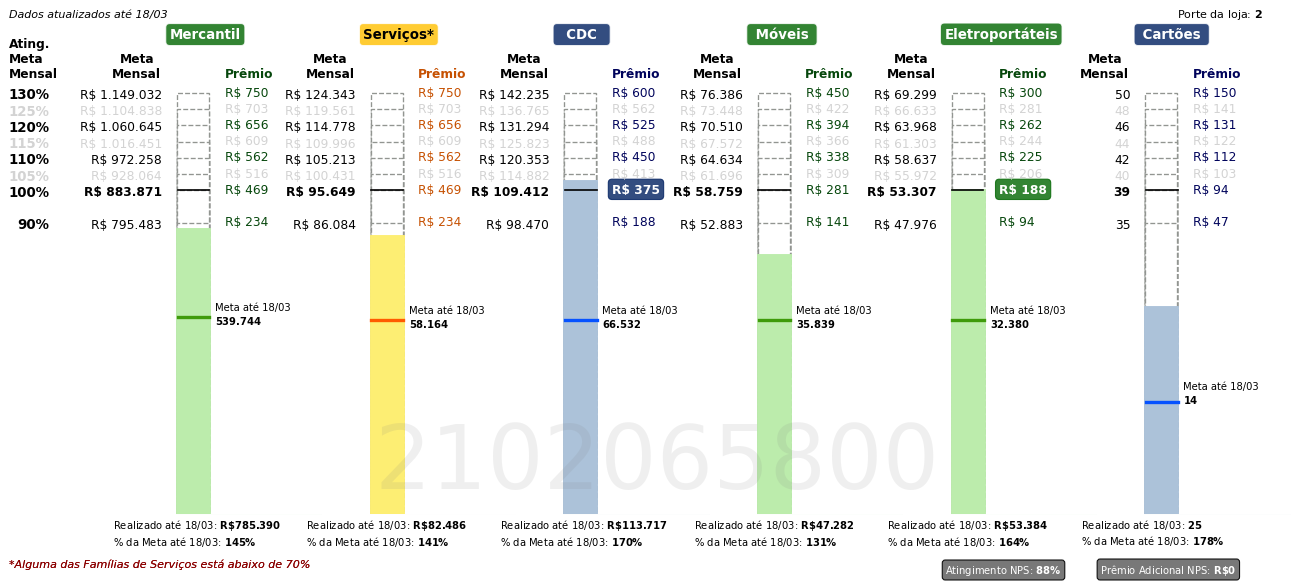 Dados atualizados até 18/03
Porte da loja: 2
Mercantil Serviços* CDC Móveis Eletroportáteis Cartões
Ating.
Meta Meta Meta Meta Meta Meta Meta
Mensal Mensal Prêmio Mensal Prêmio Mensal Prêmio Mensal Prêmio Mensal Prêmio Mensal Prêmio
130% R$ 1.149.032 R$ 750 R$ 124.343 R$ 750 R$ 142.235 R$ 600 R$ 76.386 R$ 450 R$ 69.299 R$ 300 50 R$ 150
125% R$ 1.104.838 R$ 703 R$ 119.561 R$ 703 R$ 136.765 R$ 562 R$ 73.448 R$ 422 R$ 66.633 R$ 281 48 R$ 141
120% R$ 1.060.645 R$ 656 R$ 114.778 R$ 656 R$ 131.294 R$ 525 R$ 70.510 R$ 394 R$ 63.968 R$ 262 46 R$ 131
115% R$ 1.016.451 R$ 609 R$ 109.996 R$ 609 R$ 125.823 R$ 488 R$ 67.572 R$ 366 R$ 61.303 R$ 244 44 R$ 122
110% R$ 972.258 R$ 562 R$ 105.213 R$ 562 R$ 120.353 R$ 450 R$ 64.634 R$ 338 R$ 58.637 R$ 225 42 R$ 112
105% R$ 928.064 R$ 516 R$ 100.431 R$ 516 R$ 114.882 R$ 413 R$ 61.696 R$ 309 R$ 55.972 R$ 206 40 R$ 103
100% R$ 883.871 R$ 469 R$ 95.649 R$ 469 R$ 109.412 R$ 375 R$ 58.759 R$ 281 R$ 53.307 R$ 188 39 R$ 94
90% R$ 795.483 R$ 234 R$ 86.084 R$ 234 R$ 98.470 R$ 188 R$ 52.883 R$ 141 R$ 47.976 R$ 94 35 R$ 47
Meta até 18/03 Meta até 18/03 Meta até 18/03 Meta até 18/03 Meta até 18/03
539.744 58.164 66.532 35.839 32.380
Meta até 18/03
14
2102065800
Realizado até 18/03: R$785.390 Realizado até 18/03: R$82.486 Realizado até 18/03: R$113.717 Realizado até 18/03: R$47.282 Realizado até 18/03: R$53.384 Realizado até 18/03: 25
% da Meta até 18/03: 145% % da Meta até 18/03: 141% % da Meta até 18/03: 170% % da Meta até 18/03: 131% % da Meta até 18/03: 164% % da Meta até 18/03: 178%
*Alguma das Famílias de Serviços está abaixo de 70%
Atingimento NPS: 88% Prêmio Adicional NPS: R$0